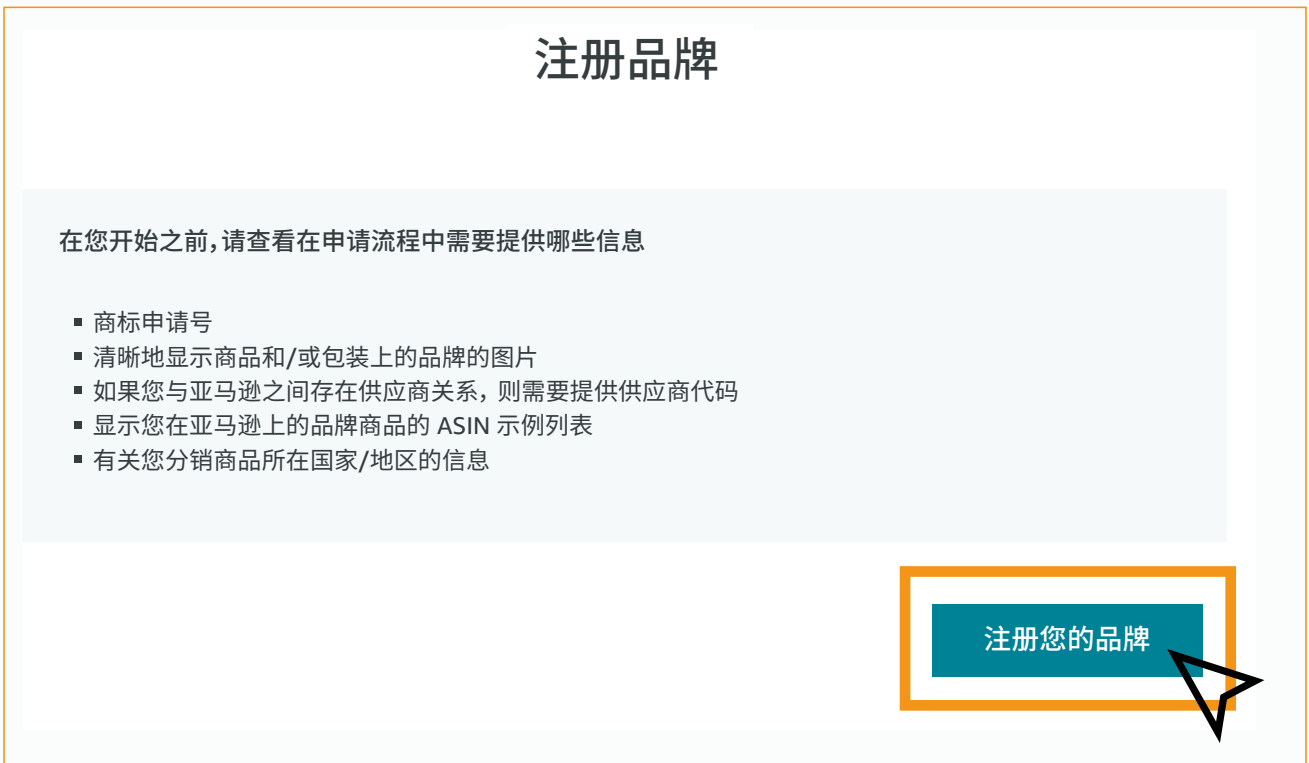 注册品牌
在您开始之前,请查看在申请流程中需要提供哪些信息
▪ 商标申请号
▪ 清晰地显示商品和/或包装上的品牌的图片
▪ 如果您与亚马逊之间存在供应商关系, 则需要提供供应商代码
▪ 显示您在亚马逊上的品牌商品的 ASIN 示例列表
▪ 有关您分销商品所在国家/地区的信息
注册您的品牌